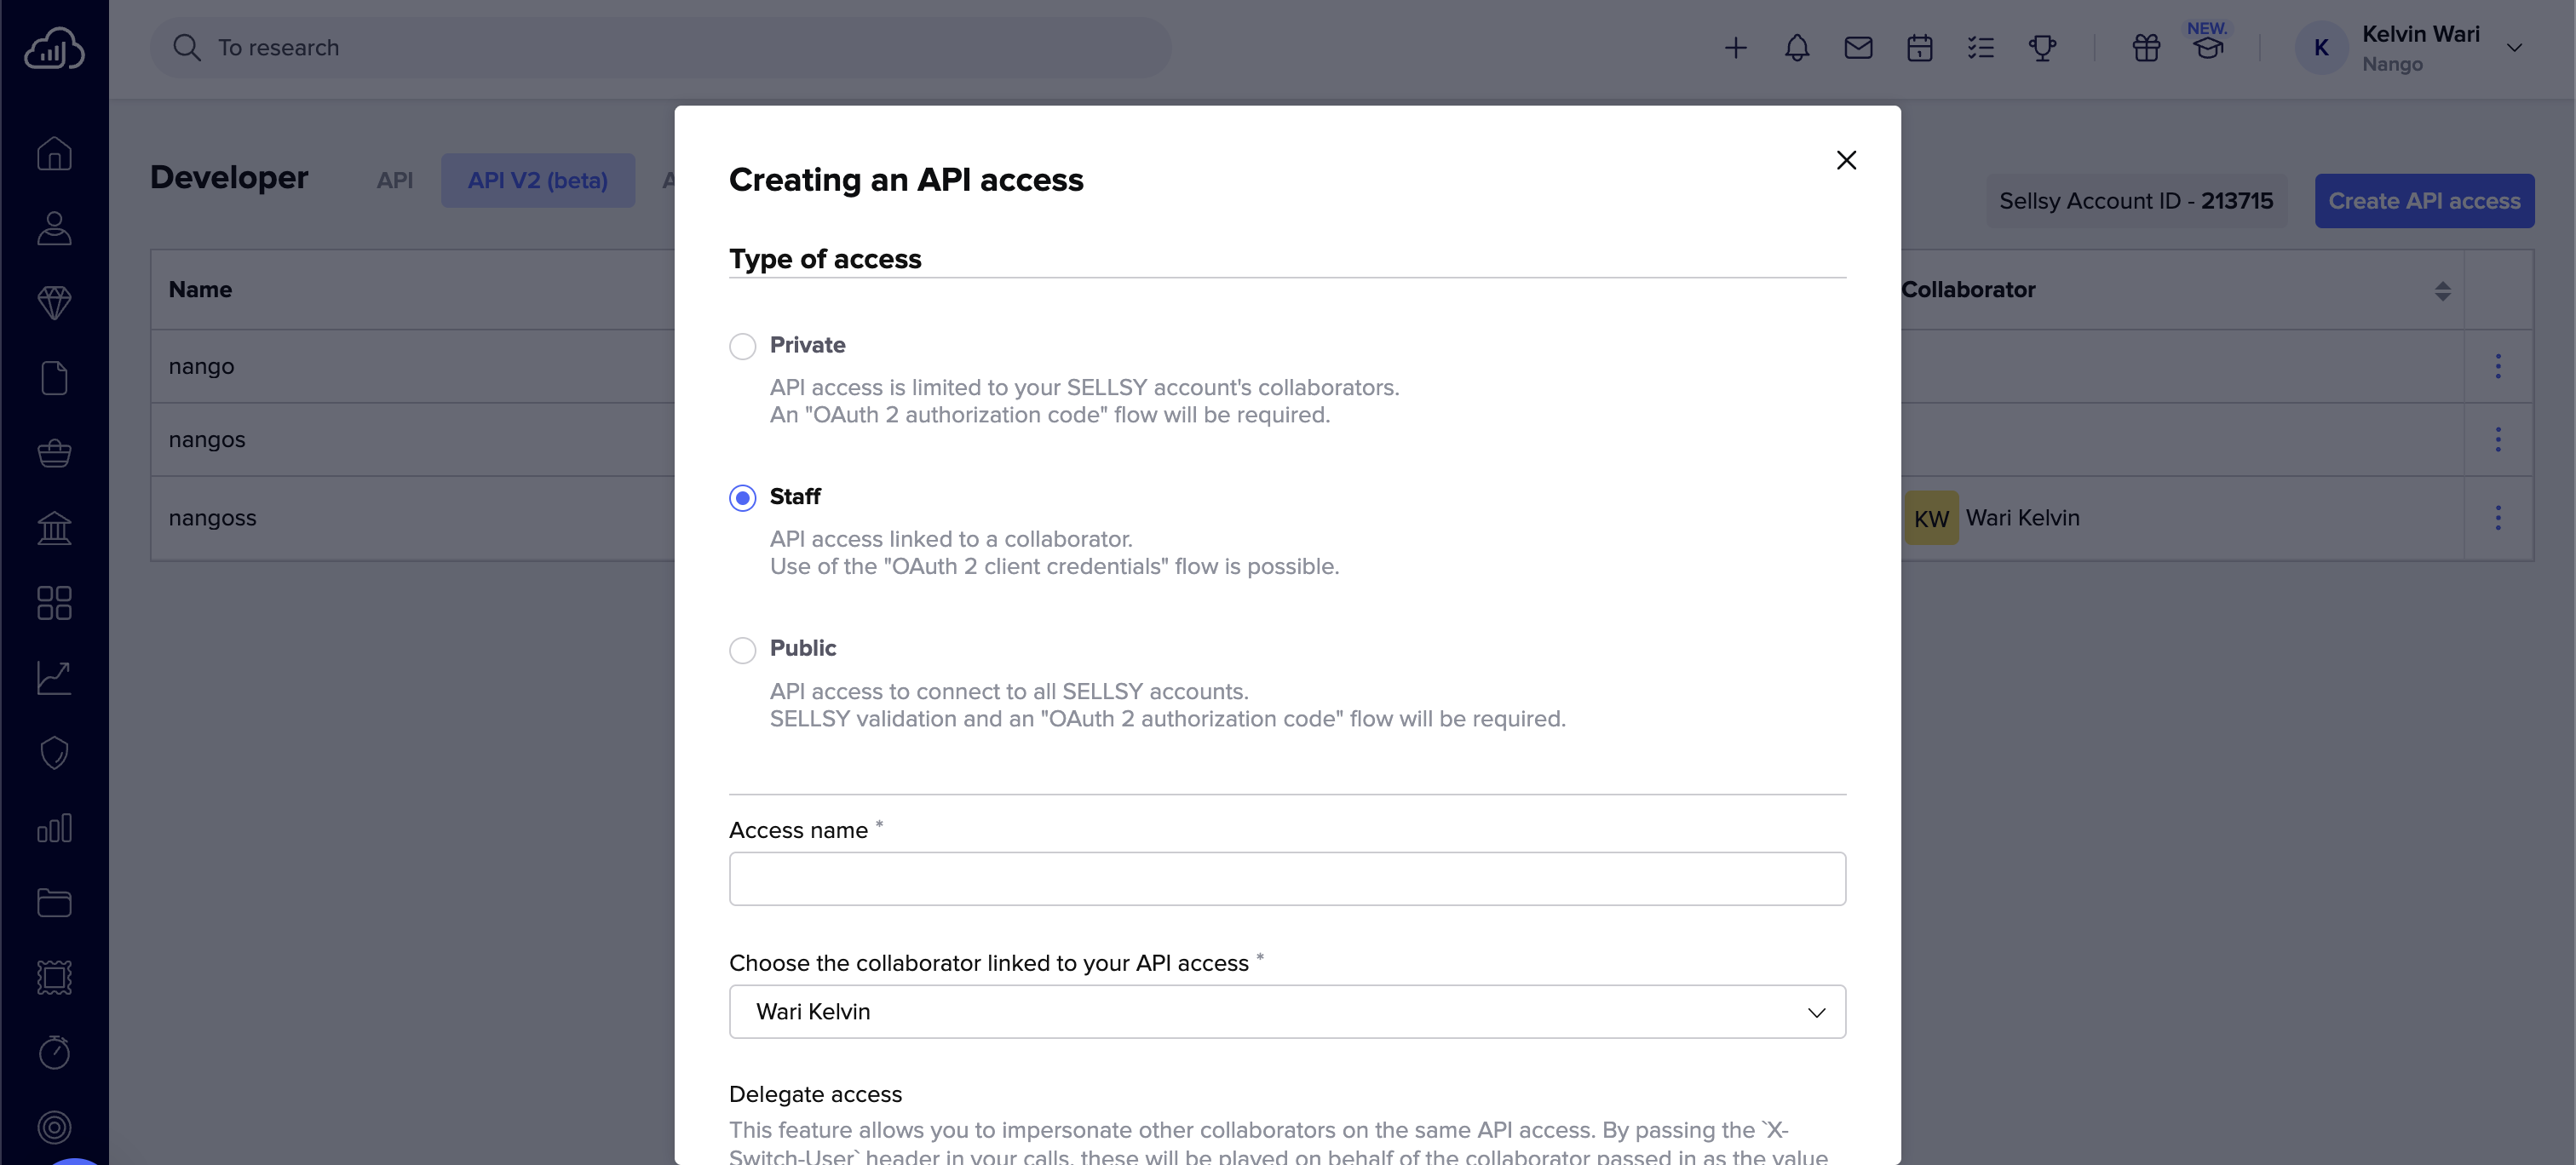 To research
NEW.
K
Kelvin Wari
Nango
Developer
API
API V2 (beta)
Sellsy Account ID - 213715
Create API access
Name
Collaborator
nango
nangos
nangoss
KW
Wari Kelvin
Creating an API access
Type of access
Private
API access is limited to your SELLSY account's collaborators.
An "OAuth 2 authorization code" flow will be required.
Staff
API access linked to a collaborator.
Use of the "OAuth 2 client credentials" flow is possible.
Public
API access to connect to all SELLSY accounts.
SELLSY validation and an "OAuth 2 authorization code" flow will be required.
Access name *
Choose the collaborator linked to your API access *
Wari Kelvin
Delegate access
This feature allows you to impersonate other collaborators on the same API access. By passing the `X-
Switch-User` header in your calls, these will be played on behalf of the collaborator passed in as the value